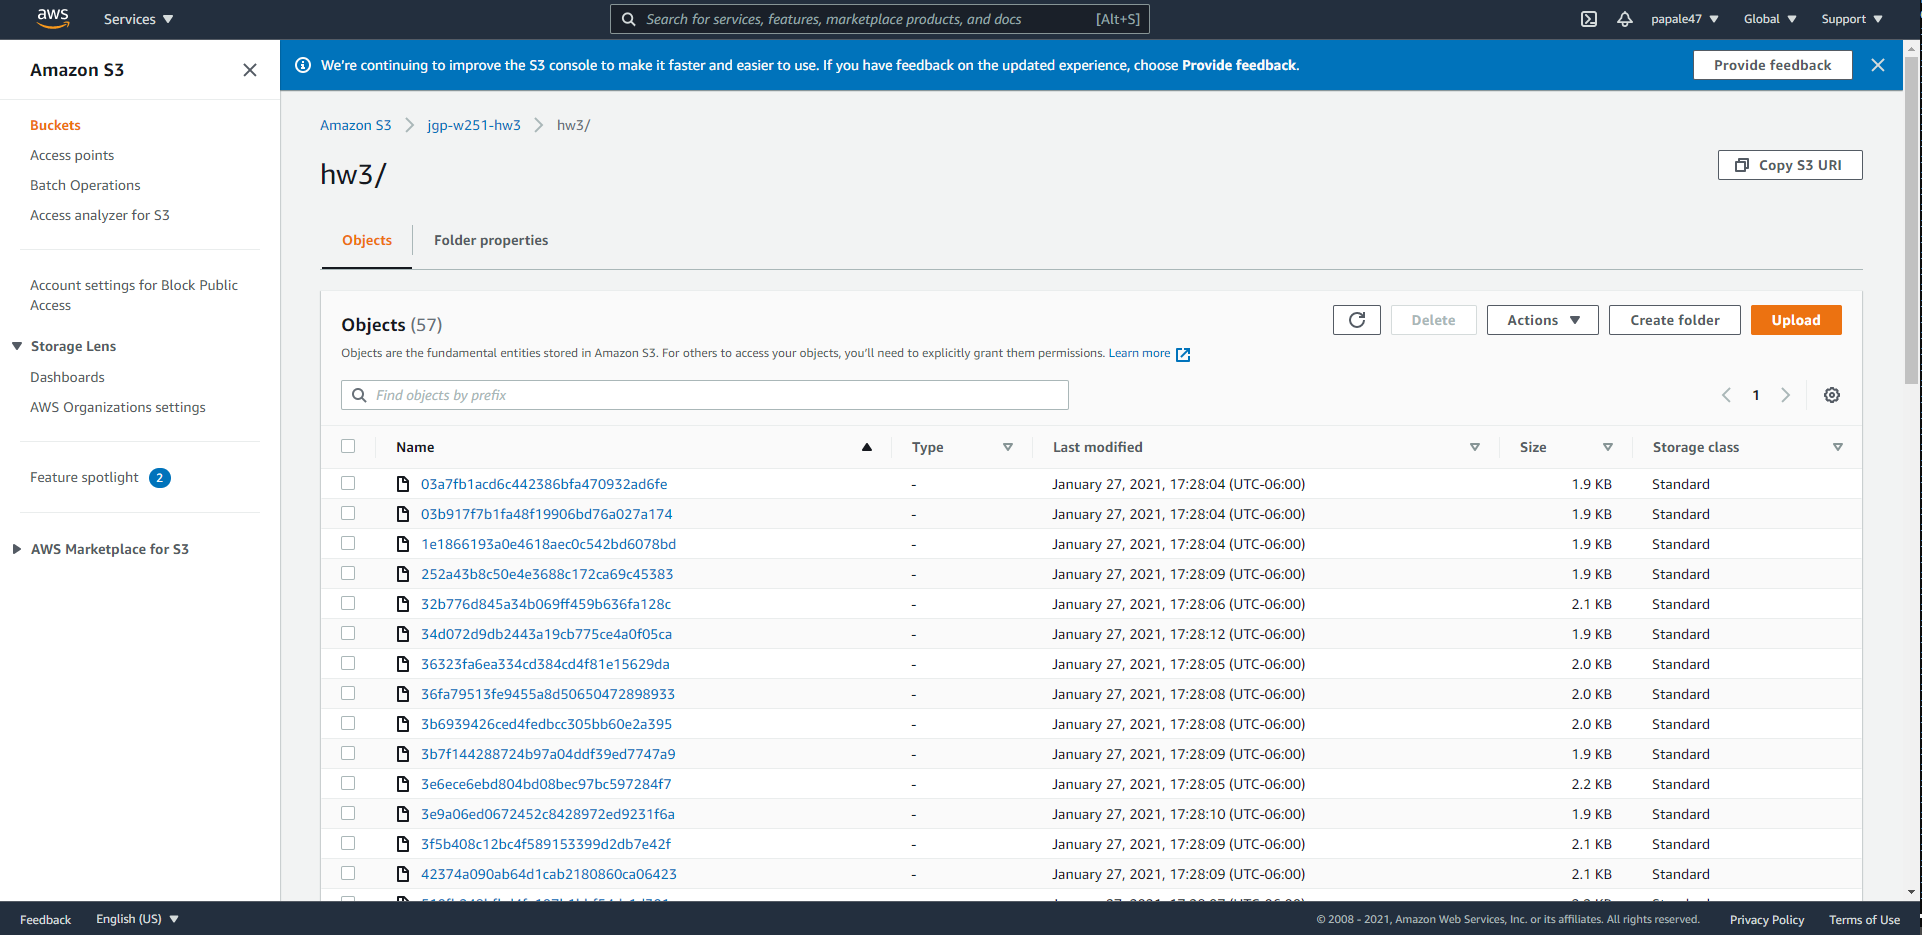 aws Services Search for services, features, marketplace products, and docs [Alt+S] papale47 Global Support
Amazon S3
We're continuing to improve the S3 console to make it faster and easier to use. If you have feedback on the updated experience, choose Provide feedback. Provide feedback
Buckets
Access points
Batch Operations
Access analyzer for S3
Account settings for Block Public
Access
Storage Lens
Dashboards
AWS Organizations settings
Feature spotlight 2
AWS Marketplace for S3
Amazon S3 jgp-w251-hw3 hw3/
hw3/
Copy S3 URI
Objects Folder properties
Objects (57)
Delete Actions Create folder Upload
Objects are the fundamental entities stored in Amazon S3. For others to access your objects, you'll need to explicitly grant them permissions. Learn more
Find objects by prefix 1
Name Type Last modified Size Storage class
03a7fb1acd6c442386bfa470932ad6fe - January 27, 2021, 17:28:04 (UTC-06:00) 1.9 KB Standard
03b917f7b1fa48f19906bd76a027a174 - January 27, 2021, 17:28:04 (UTC-06:00) 1.9 KB Standard
1e1866193a0e4618aec0c542bd6078bd - January 27, 2021, 17:28:04 (UTC-06:00) 1.9 KB Standard
252a43b8c50e4e3688c172ca69c45383 - January 27, 2021, 17:28:09 (UTC-06:00) 1.9 KB Standard
32b776d845a34b069ff459b636fa128c - January 27, 2021, 17:28:06 (UTC-06:00) 2.1 KB Standard
34d072d9db2443a19cb775ce4a0f05ca - January 27, 2021, 17:28:12 (UTC-06:00) 1.9 KB Standard
36323fa6ea334cd384cd4f81e15629da - January 27, 2021, 17:28:05 (UTC-06:00) 2.0 KB Standard
36fa79513fe9455a8d50650472898933 - January 27, 2021, 17:28:08 (UTC-06:00) 2.0 KB Standard
3b6939426ced4fedbcc305bb60e2a395 - January 27, 2021, 17:28:08 (UTC-06:00) 2.0 KB Standard
3b7f144288724b97a04ddf39ed7747a9 - January 27, 2021, 17:28:09 (UTC-06:00) 1.9 KB Standard
3e6ece6ebd804bd08bec97bc597284f7 - January 27, 2021, 17:28:05 (UTC-06:00) 2.2 KB Standard
3e9a06ed0672452c8428972ed9231f6a - January 27, 2021, 17:28:10 (UTC-06:00) 1.9 KB Standard
3f5b408c12bc4f589153399d2db7e42f - January 27, 2021, 17:28:09 (UTC-06:00) 2.1 KB Standard
42374a090ab64d1cab2180860ca06423 - January 27, 2021, 17:28:09 (UTC-06:00) 2.1 KB Standard
Feedback English (US) © 2008 - 2021, Amazon Web Services, Inc. or its affiliates. All rights reserved. Privacy Policy Terms of Use